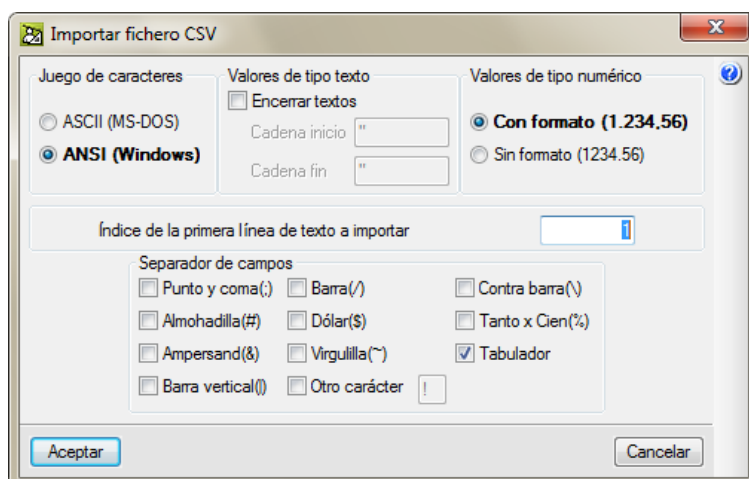 Importar fichero CSV
Juego de caracteres
ASCII (MS-DOS)
ANSI (Windows)
Valores de tipo texto
Encerrar textos
Cadena inicio "
Cadena fin "
Valores de tipo numérico
Con formato (1.234,56)
Sin formato (1234.56)
Índice de la primera línea de texto a importar 1
Separador de campos
Punto y coma(;) Barra(/) Contra barra(\)
Almohadilla(#) Dólar($) Tanto x Cien(%)
Ampersand(&) Virgulilla(~) Tabulador
Barra vertical(|) Otro carácter !
Aceptar Cancelar